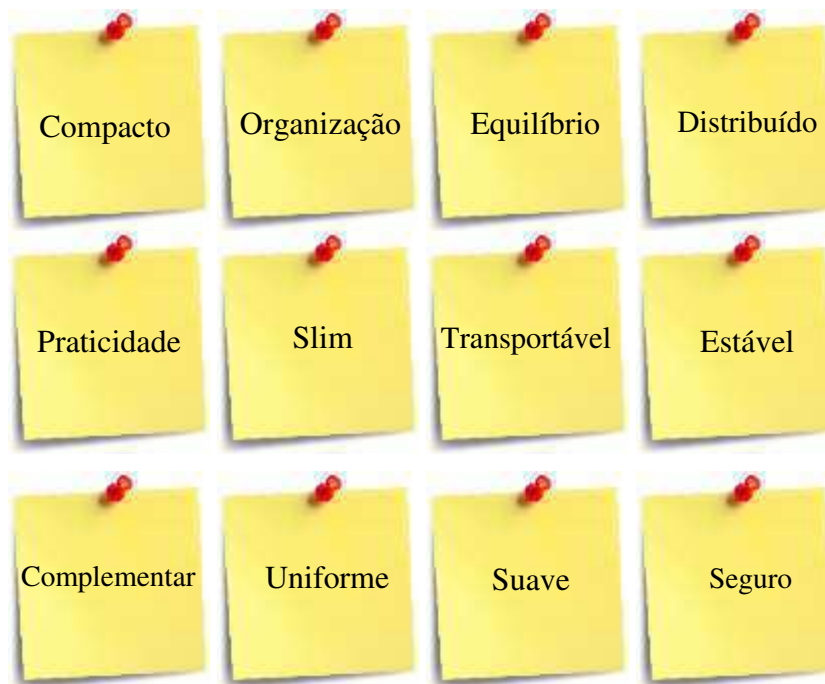 Compacto
Organização
Equilíbrio
Distribuído
Praticidade
Slim
Transportável
Estável
Complementar
Uniforme
Suave
Seguro